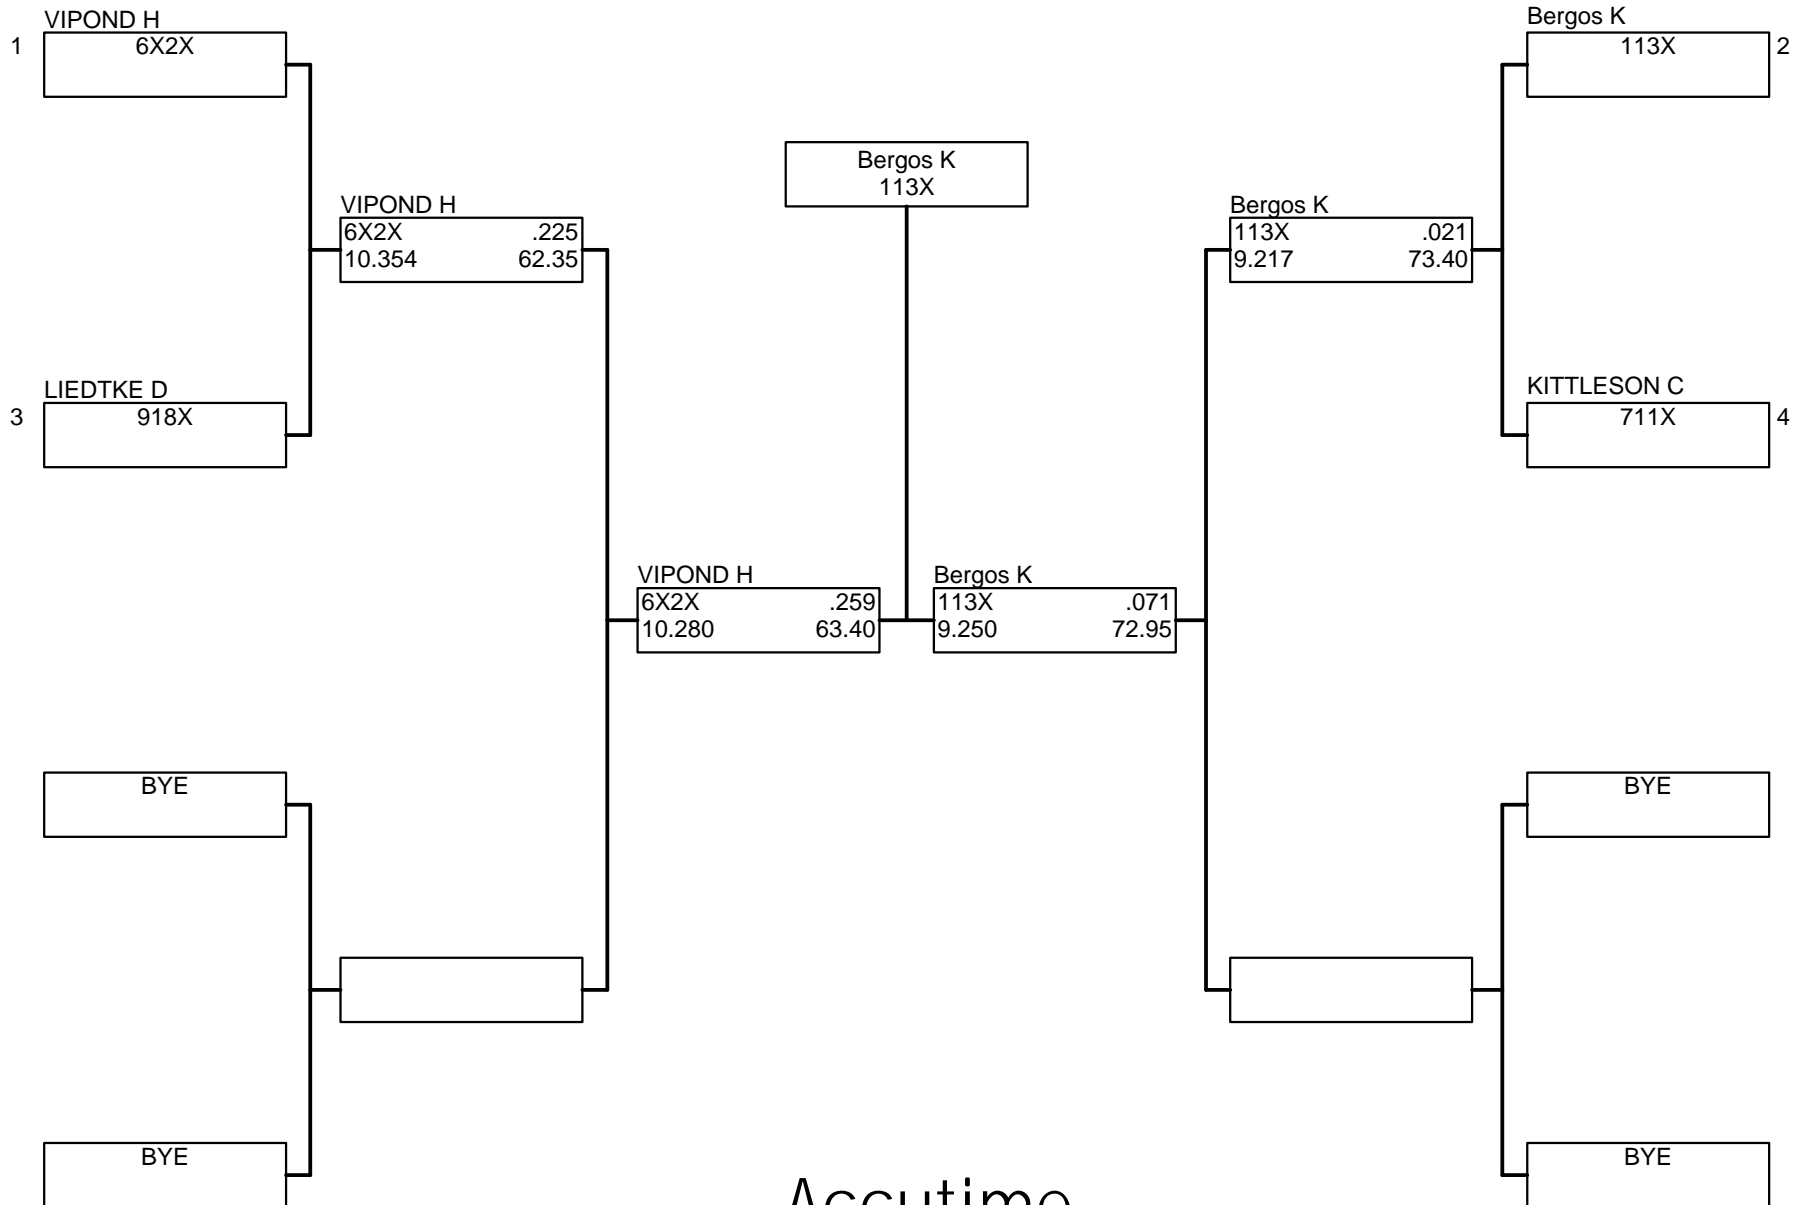 VIPOND H
1
6X2X
Bergos K
113X
2
Bergos K
113X
VIPOND H
6X2X .225
10.354 62.35
Bergos K
113X .021
9.217 73.40
LIEDTKE D
3
918X
KITTLESON C
711X
4
VIPOND H
6X2X .259
10.280 63.40
Bergos K
113X .071
9.250 72.95
BYE
BYE
BYE
BYE
Accutime